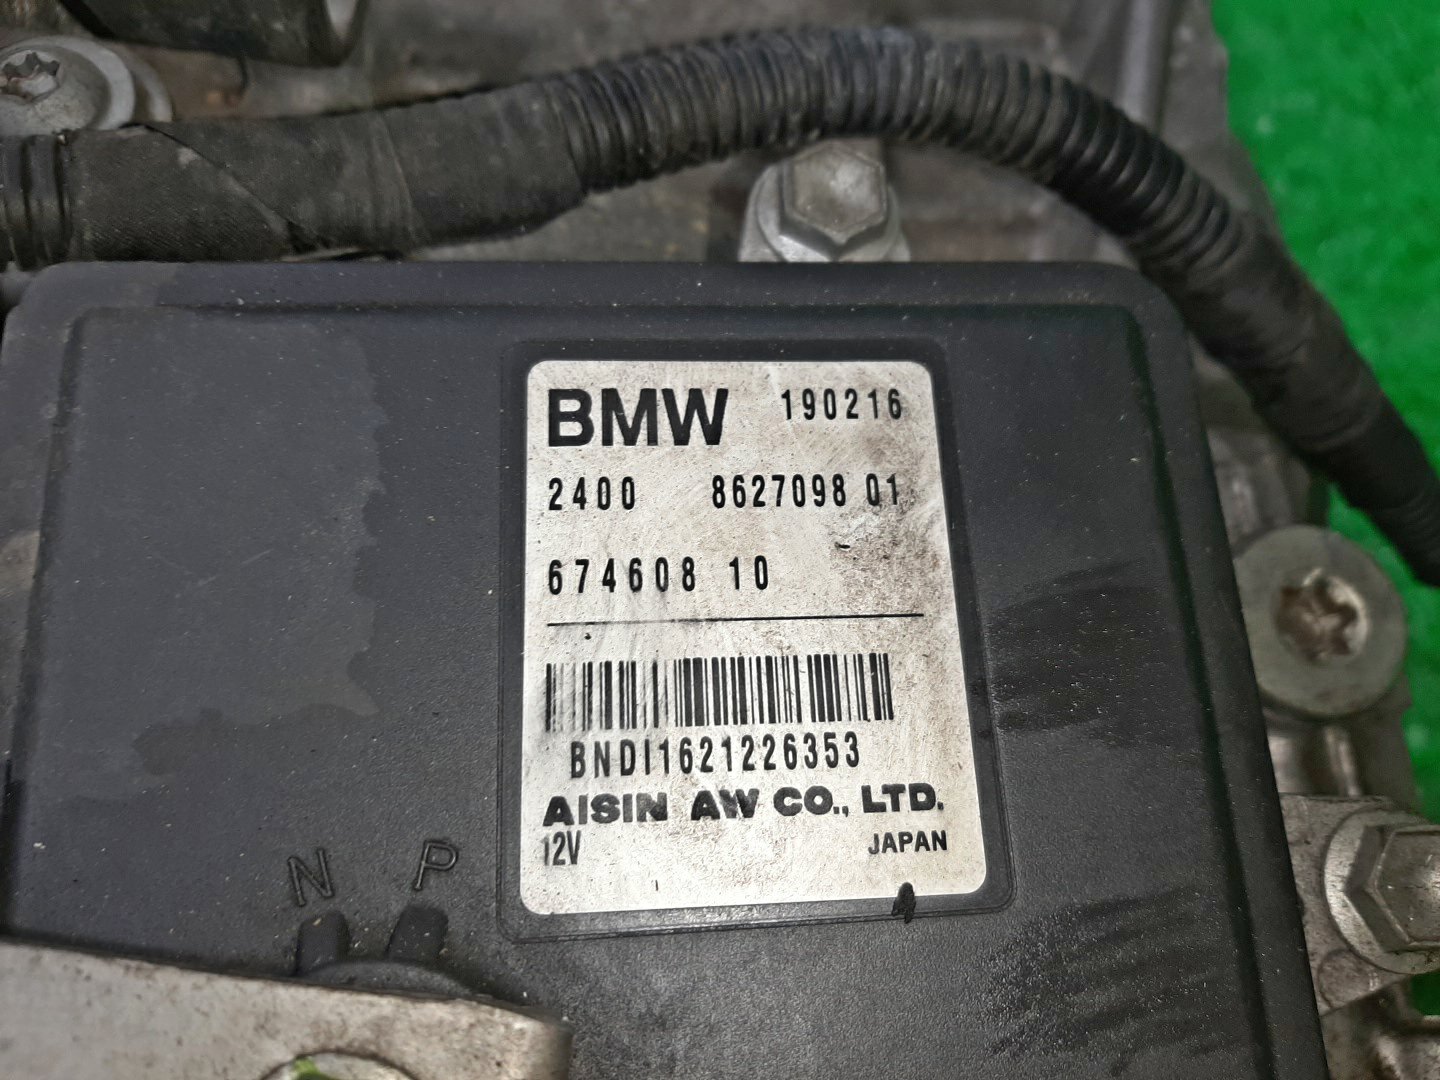 BMW 190216
2400 8627098 01
674608 10
BNDI1621226353
AISIN AW CO., LTD.
12V JAPAN
N P